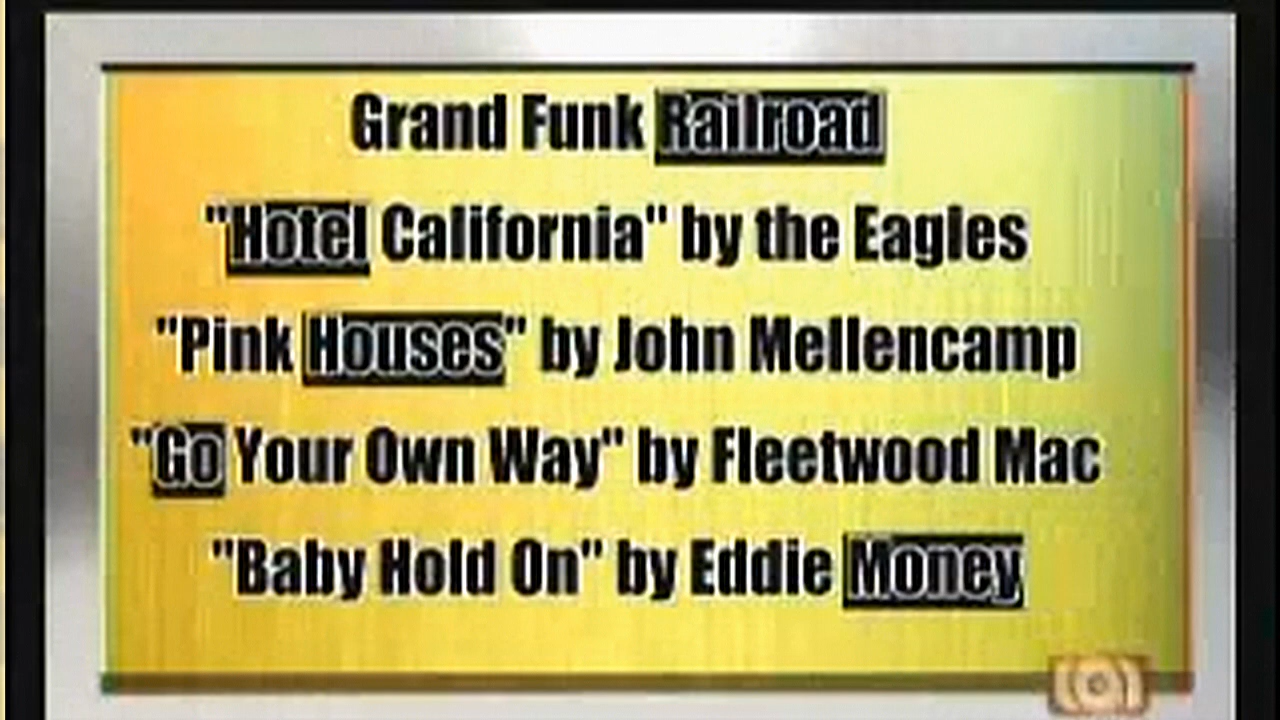 Grand Funk Railroad
"Hotel California" by the Eagles
"Pink Houses" by John Mellencamp
"Go Your Own Way" by Fleetwood Mac
"Baby Hold On" by Eddie Money